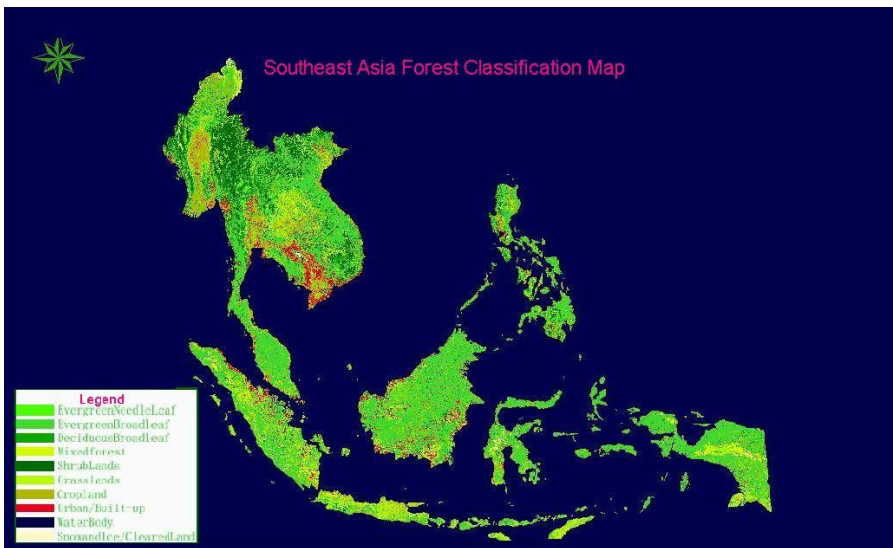 Southeast Asia Forest Classification Map
Legend
EvergreenNeedleLeaf
EvergreenBroadleaf
DeciduousBroadleaf
Mixedforest
ShrubLands
Grasslands
Cropland
Urban/Built-up
WaterBody
SnowandIce/ClearedLand